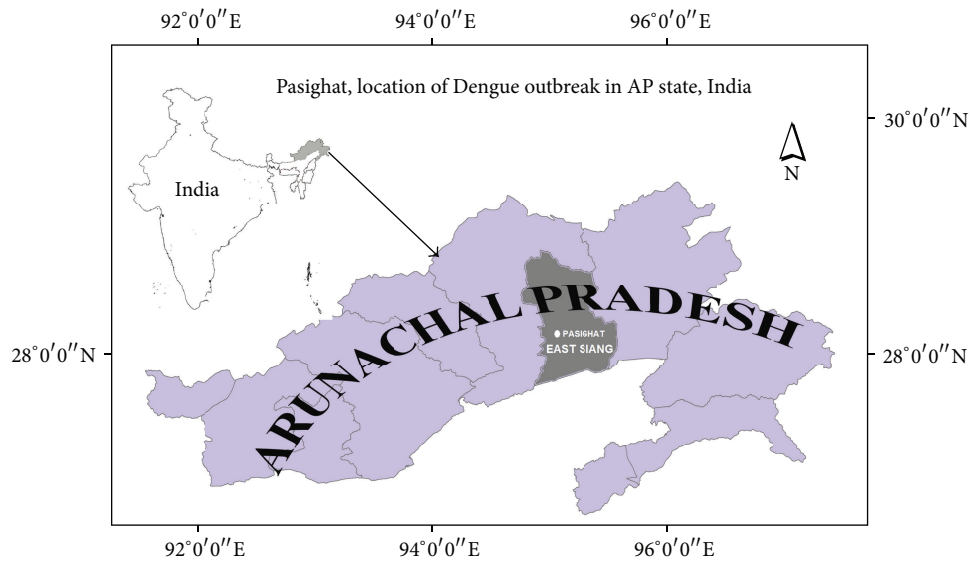 92°0′0″E 94°0′0″E 96°0′0″E
Pasighat, location of Dengue outbreak in AP state, India
30°0′0″N
N
India
ARUNACHAL PRADESH
PASIGHAT
EAST SIANG
28°0′0″N 28°0′0″N
92°0′0″E 94°0′0″E 96°0′0″E